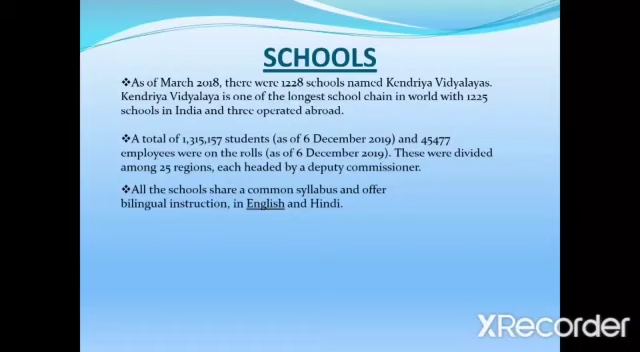 SCHOOLS
❖As of March 2018, there were 1228 schools named Kendriya Vidyalayas.
Kendriya Vidyalaya is one of the longest school chain in world with 1225
schools in India and three operated abroad.
❖A total of 1,315,157 students (as of 6 December 2019) and 45477
employees were on the rolls (as of 6 December 2019). These were divided
among 25 regions, each headed by a deputy commissioner.
❖All the schools share a common syllabus and offer
bilingual instruction, in English and Hindi.
XRecorder